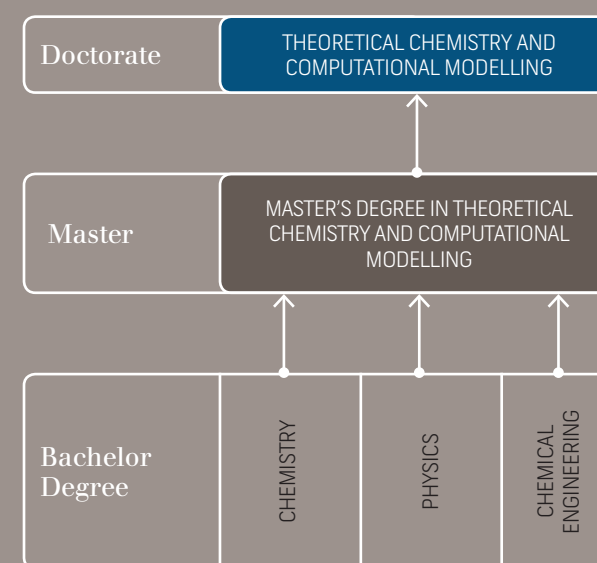 Doctorate
THEORETICAL CHEMISTRY AND
COMPUTATIONAL MODELLING
Master
MASTER'S DEGREE IN THEORETICAL
CHEMISTRY AND COMPUTATIONAL
MODELLING
Bachelor
Degree
CHEMISTRY
PHYSICS
CHEMICAL
ENGINEERING